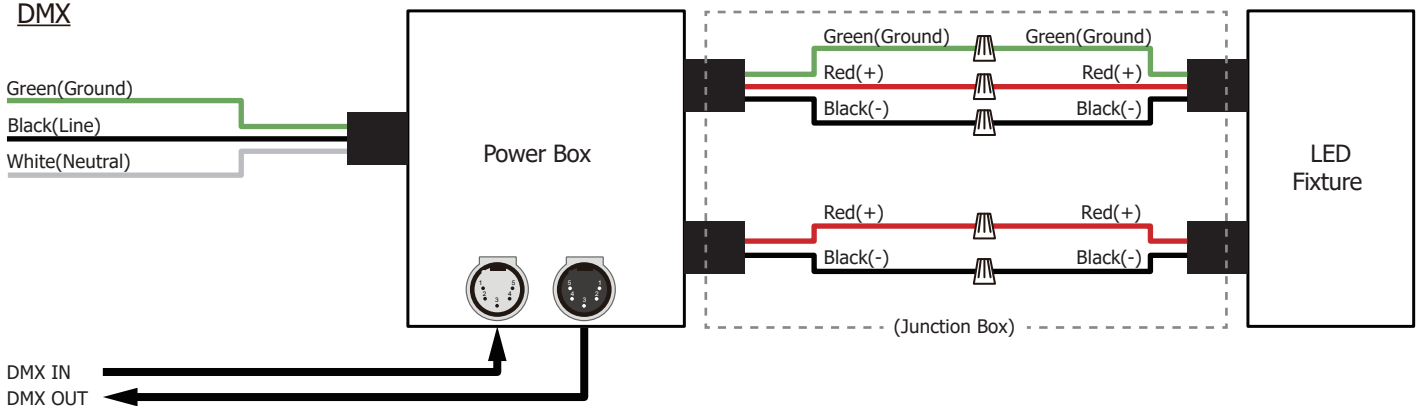 DMX
Green(Ground)
Black(Line)
White(Neutral)
Power Box
1
2
3
4
5
5
4
3
2
1
DMX IN
DMX OUT
Green(Ground)
Green(Ground)
Red(+)
Red(+)
Black(-)
Black(-)
Red(+)
Red(+)
Black(-)
Black(-)
(Junction Box)
LED
Fixture